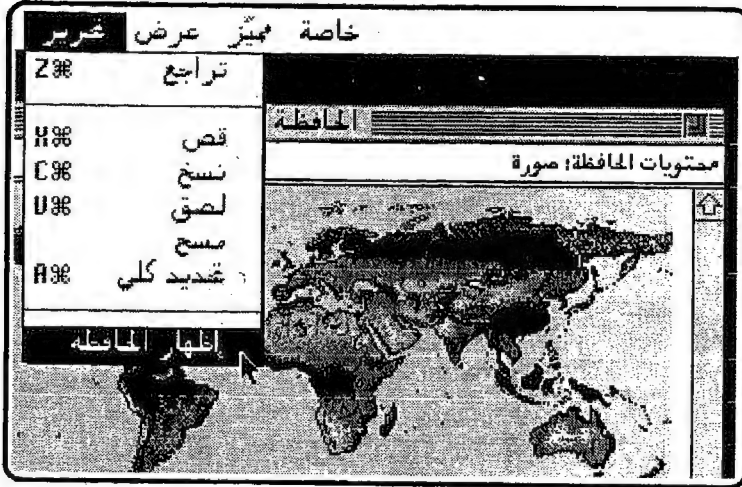 تحرير عرض مميّز خاصة
تراجع ⌘Z
قص ⌘X
نسخ ⌘C
لصق ⌘V
مسح
تحديد كلي ⌘A
إظهار الحافظة
الحافظة
محتويات الحافظة: صورة